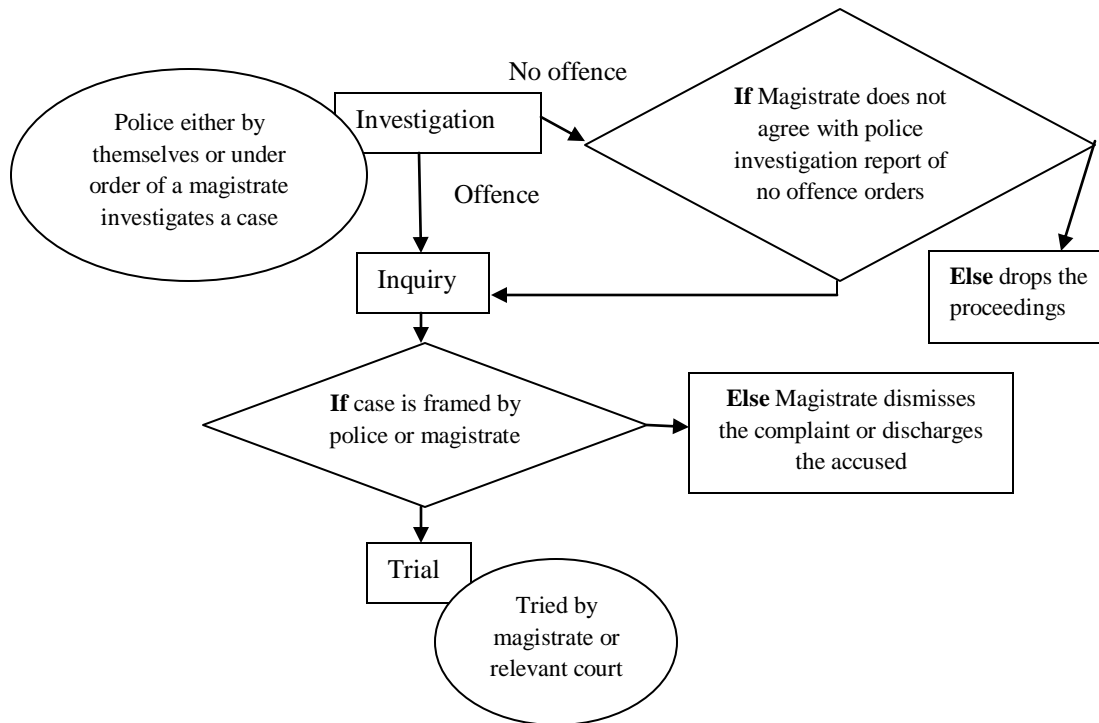 No offence
Police either by
themselves or under
order of a magistrate
investigates a case
Investigation
If Magistrate does not
agree with police
investigation report of
no offence orders
Offence
Inquiry
Else drops the
proceedings
If case is framed by
police or magistrate
Else Magistrate dismisses
the complaint or discharges
the accused
Trial
Tried by
magistrate or
relevant court